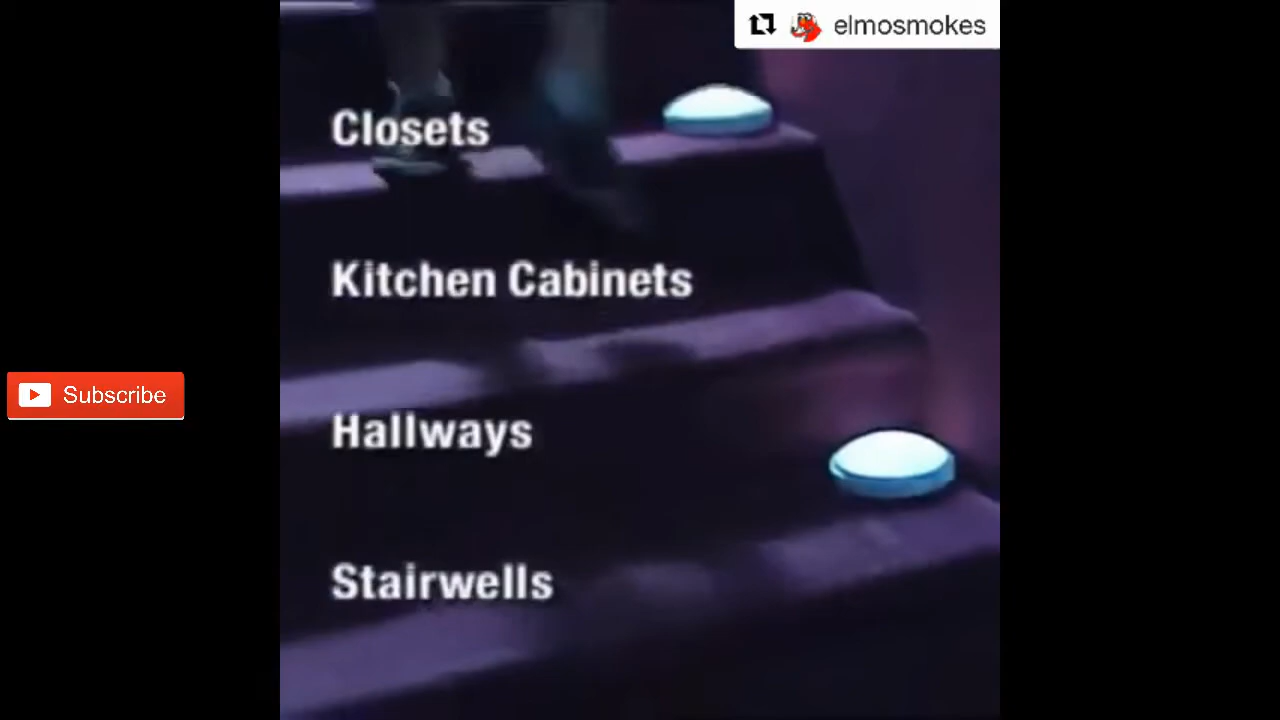 elmosmokes
Closets
Kitchen Cabinets
Hallways
Subscribe
Stairwells